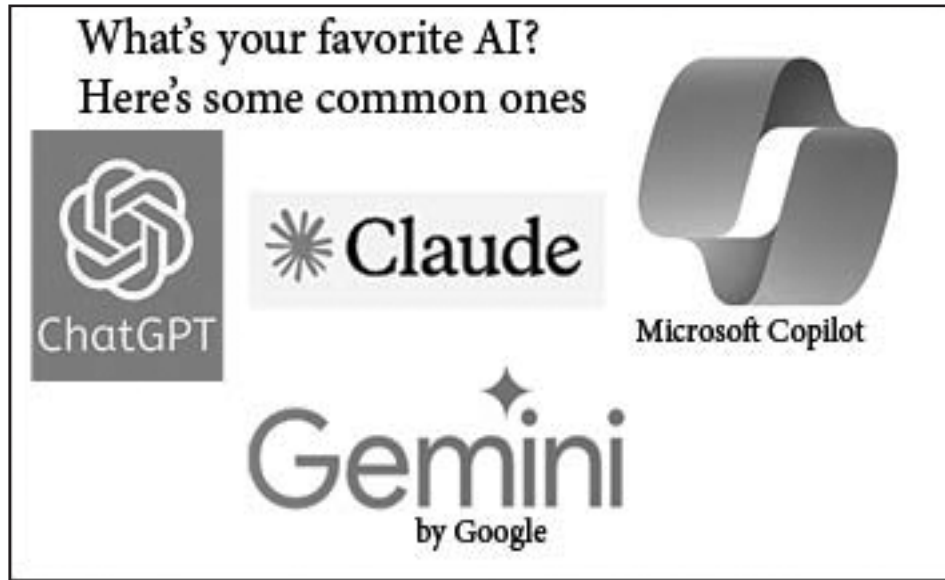 What’s your favorite AI?
Here’s some common ones
ChatGPT
Claude
Microsoft Copilot
Gemini
by Google